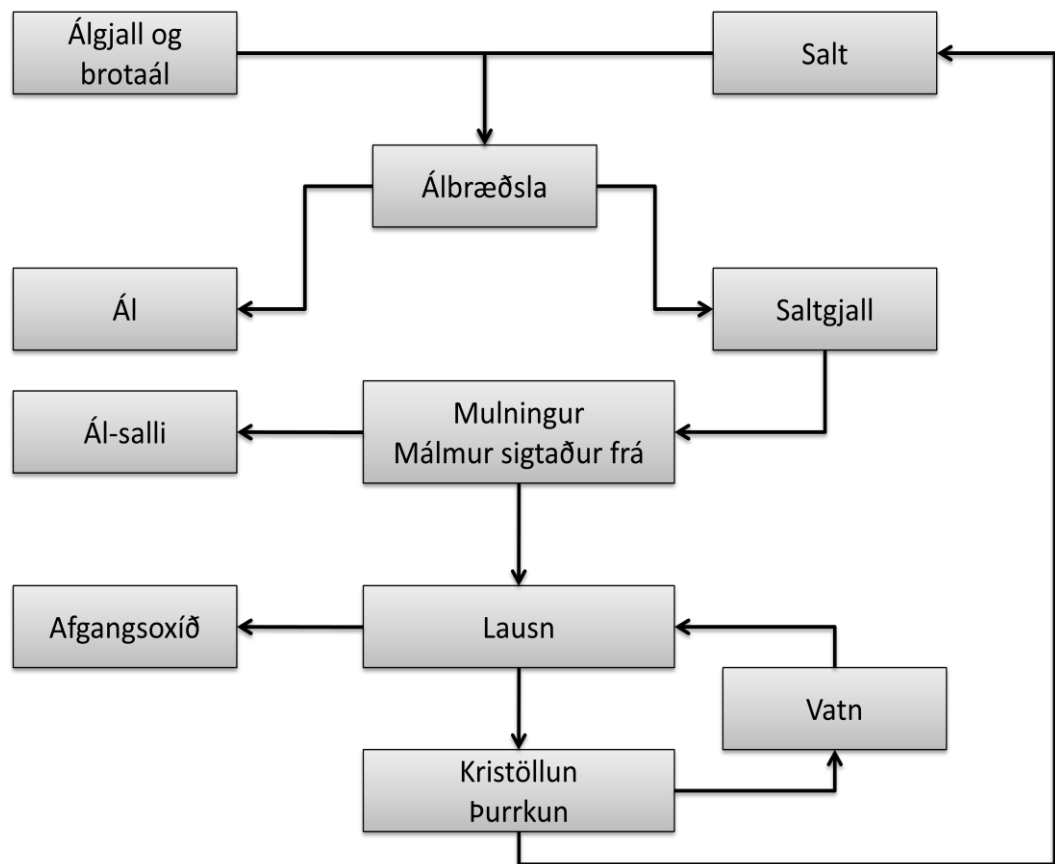 Álgjall og
brotaál
Salt
Álbræðsla
Ál
Saltgjall
Mulningur
Málmur sigtaður frá
Ál-salli
Afgangsoxíð
Lausn
Vatn
Kristöllun
Þurrkun